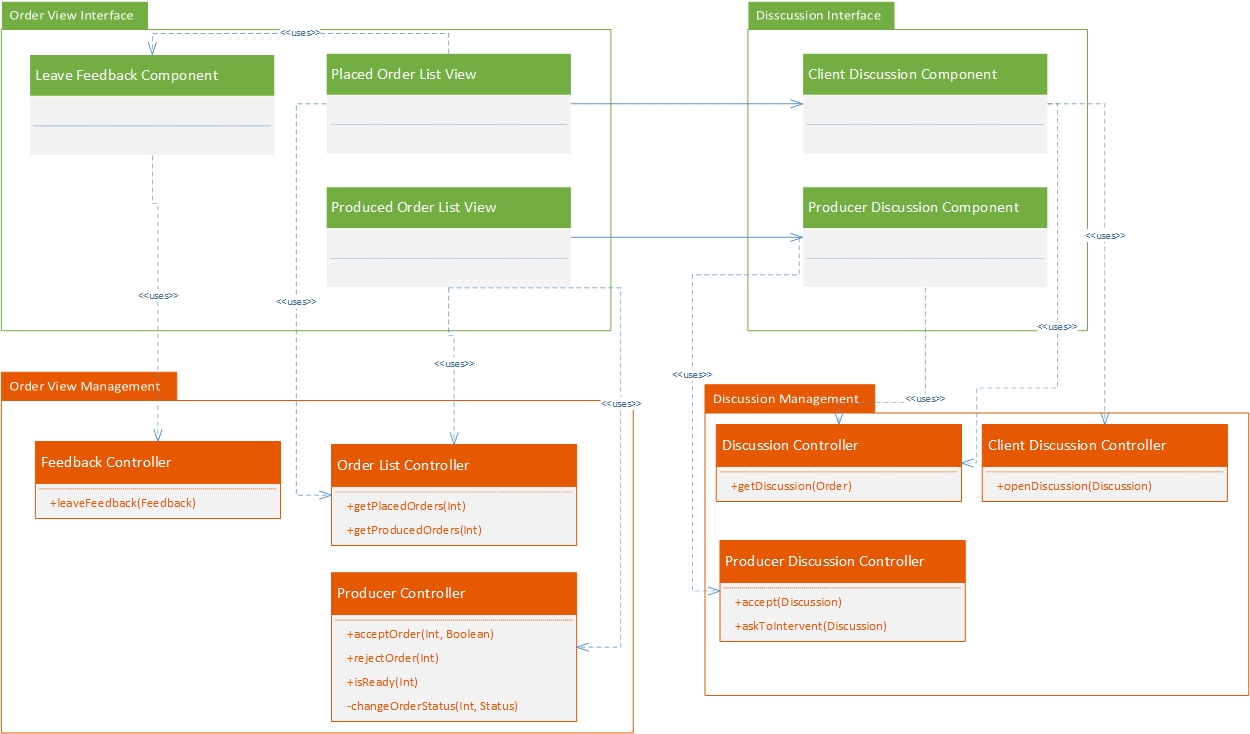 Order View Interface
Disscussion Interface
<<uses>>
Leave Feedback Component
Placed Order List View
Client Discussion Component
Produced Order List View
Producer Discussion Component
<<uses>>
<<uses>>
<<uses>>
<<uses>>
<<uses>>
<<uses>>
Order View Management
Discussion Management
<<uses>>
<<uses>>
Feedback Controller
+leaveFeedback(Feedback)
Order List Controller
+getPlacedOrders(Int)
+getProducedOrders(Int)
Discussion Controller
+getDiscussion(Order)
Client Discussion Controller
+openDiscussion(Discussion)
Producer Controller
+acceptOrder(Int, Boolean)
+rejectOrder(Int)
+isReady(Int)
-changeOrderStatus(Int, Status)
Producer Discussion Controller
+accept(Discussion)
+askToIntervent(Discussion)